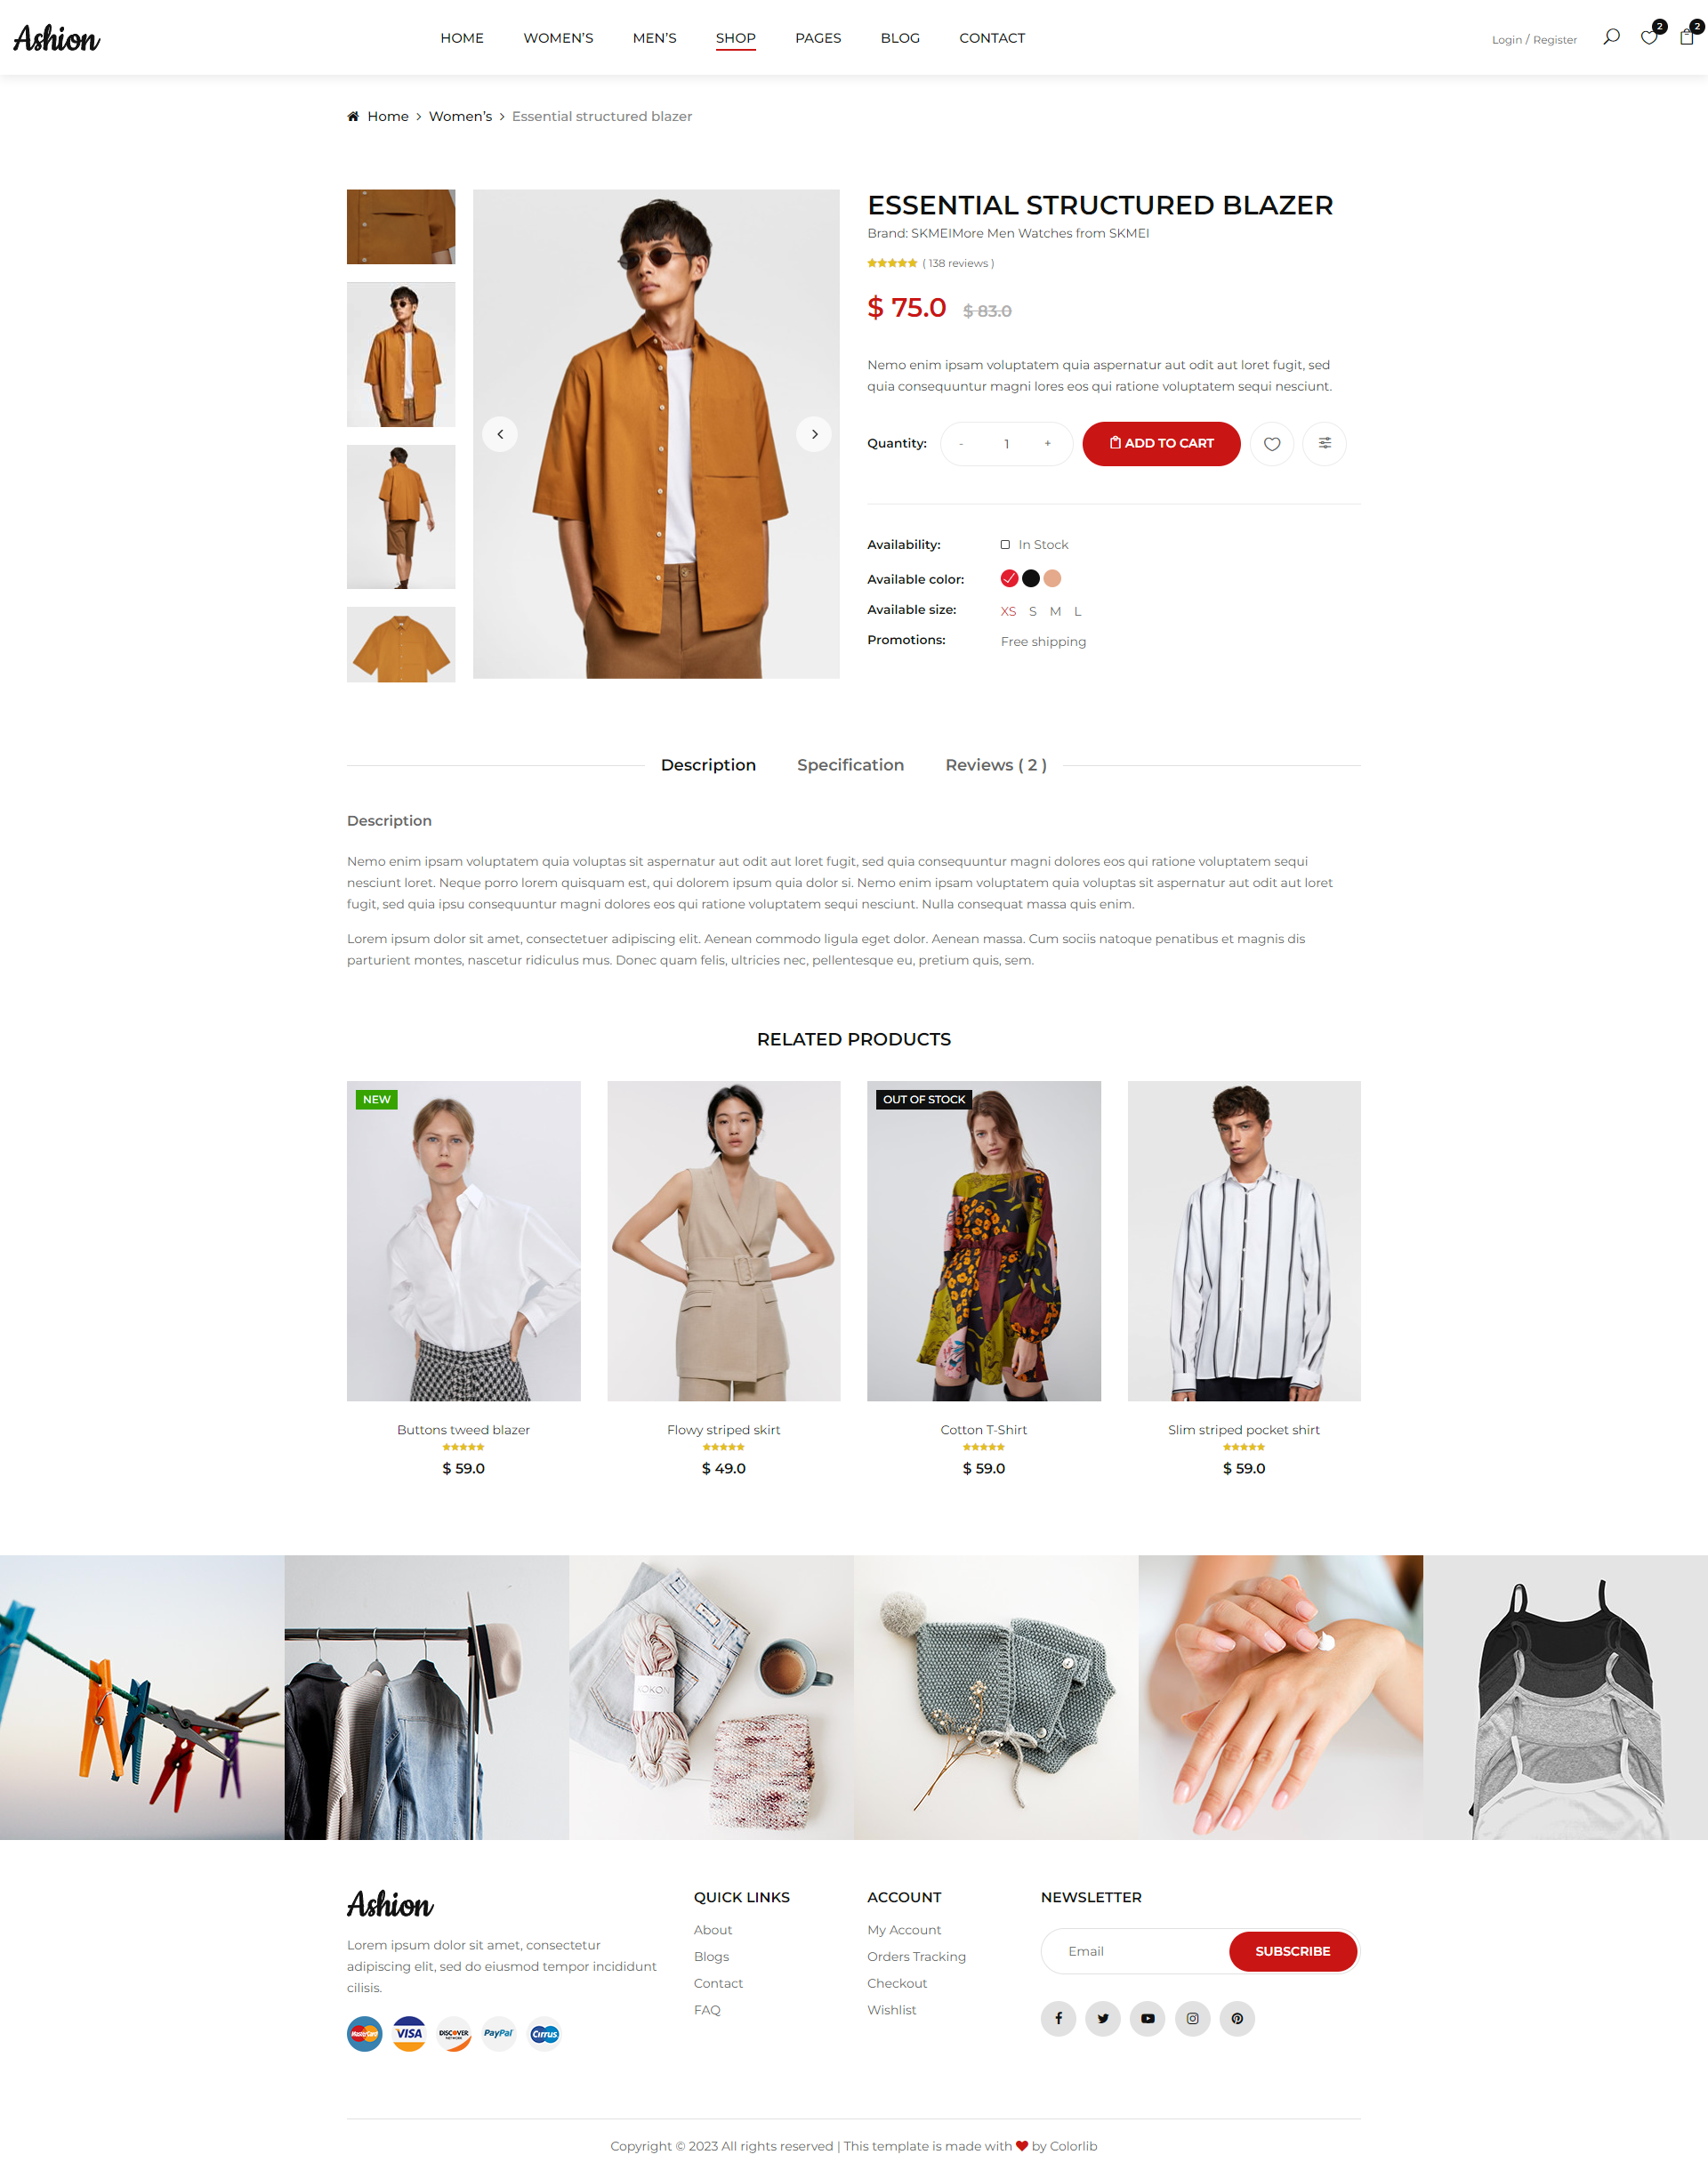 Ashion
HOME WOMEN'S MEN'S SHOP PAGES BLOG CONTACT
Login / Register
2
2
Home > Women's > Essential structured blazer
ESSENTIAL STRUCTURED BLAZER
Brand: SKMEIMore Men Watches from SKMEI
( 138 reviews )
$ 75.0 $ 83.0
Nemo enim ipsam voluptatem quia aspernatur aut odit aut loret fugit, sed
quia consequuntur magni lores eos qui ratione voluptatem sequi nesciunt.
Quantity: - 1 + ADD TO CART
Availability: In Stock
Available color:
Available size: XS S M L
Promotions: Free shipping
Description Specification Reviews ( 2 )
Description
Nemo enim ipsam voluptatem quia voluptas sit aspernatur aut odit aut loret fugit, sed quia consequuntur magni dolores eos qui ratione voluptatem sequi
nesciunt loret. Neque porro lorem quisquam est, qui dolorem ipsum quia dolor si. Nemo enim ipsam voluptatem quia voluptas sit aspernatur aut odit aut loret
fugit, sed quia ipsu consequuntur magni dolores eos qui ratione voluptatem sequi nesciunt. Nulla consequat massa quis enim.
Lorem ipsum dolor sit amet, consectetuer adipiscing elit. Aenean commodo ligula eget dolor. Aenean massa. Cum sociis natoque penatibus et magnis dis
parturient montes, nascetur ridiculus mus. Donec quam felis, ultricies nec, pellentesque eu, pretium quis, sem.
RELATED PRODUCTS
NEW
OUT OF STOCK
Buttons tweed blazer
$ 59.0
Flowy striped skirt
$ 49.0
Cotton T-Shirt
$ 59.0
Slim striped pocket shirt
$ 59.0
KOKON
Ashion
Lorem ipsum dolor sit amet, consectetur
adipiscing elit, sed do eiusmod tempor incididunt
cilisis.
MasterCard VISA DISCOVER NETWORK PayPal Cirrus
QUICK LINKS
About
Blogs
Contact
FAQ
ACCOUNT
My Account
Orders Tracking
Checkout
Wishlist
NEWSLETTER
Email SUBSCRIBE
Copyright © 2023 All rights reserved | This template is made with ♥ by Colorlib